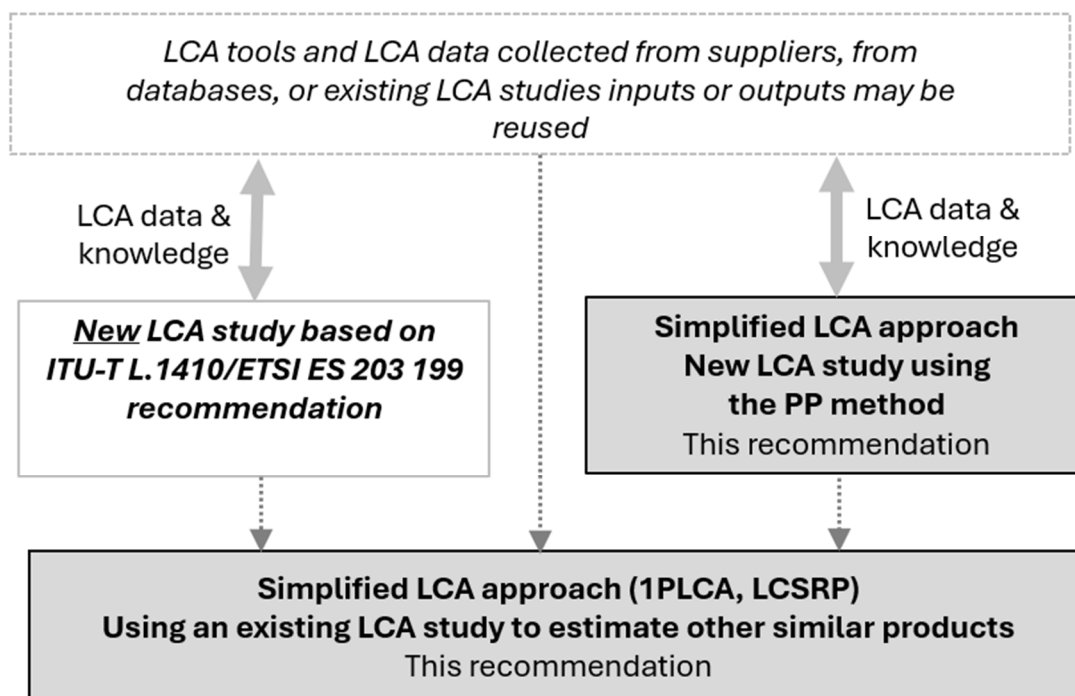 LCA tools and LCA data collected from suppliers, from
databases, or existing LCA studies inputs or outputs may be
reused
LCA data &
knowledge
LCA data &
knowledge
New LCA study based on
ITU-T L.1410/ETSI ES 203 199
recommendation
Simplified LCA approach
New LCA study using
the PP method
This recommendation
Simplified LCA approach (1PLCA, LCSRP)
Using an existing LCA study to estimate other similar products
This recommendation